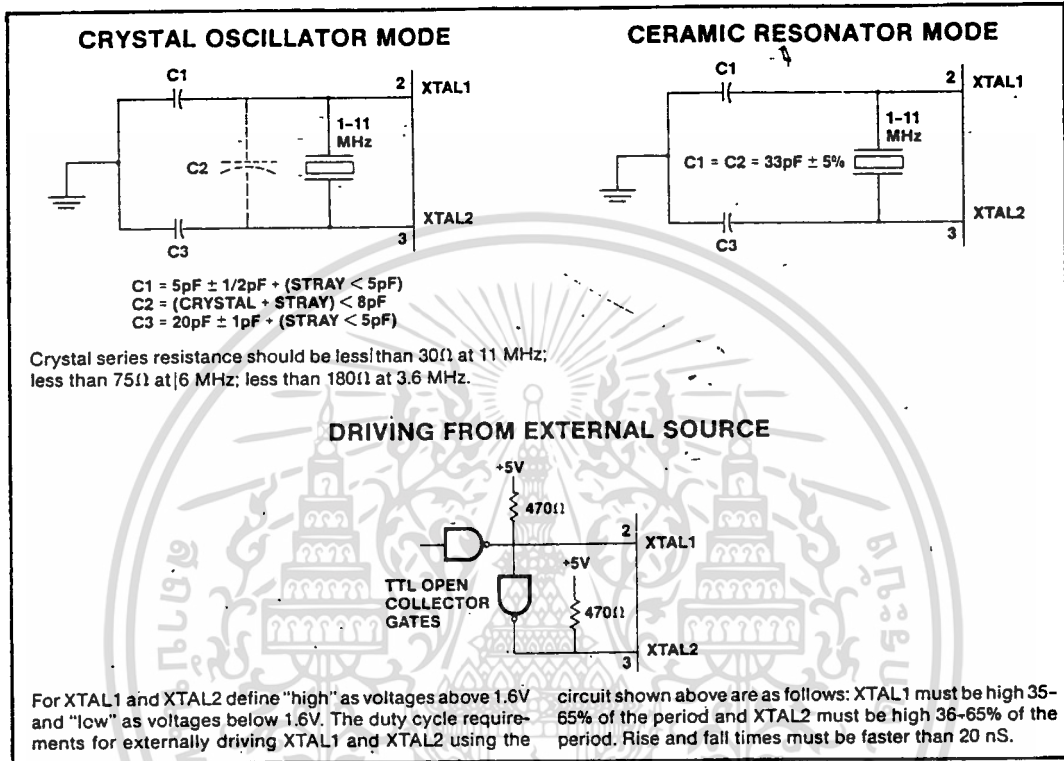 CRYSTAL OSCILLATOR MODE
C1
2
XTAL1
1-11
MHz
C2
XTAL2
3
C3
C1 = 5pF ± 1/2pF + (STRAY < 5pF)
C2 = (CRYSTAL + STRAY) < 8pF
C3 = 20pF ± 1pF + (STRAY < 5pF)
Crystal series resistance should be less than 30Ω at 11 MHz;
less than 75Ω at 6 MHz; less than 180Ω at 3.6 MHz.
CERAMIC RESONATOR MODE
C1
2
XTAL1
1-11
MHz
C1 = C2 = 33pF ± 5%
XTAL2
3
C3
DRIVING FROM EXTERNAL SOURCE
+5V
470Ω
2
XTAL1
+5V
TTL OPEN
COLLECTOR
GATES
470Ω
XTAL2
3
For XTAL1 and XTAL2 define "high" as voltages above 1.6V
and "low" as voltages below 1.6V. The duty cycle require-
ments for externally driving XTAL1 and XTAL2 using the
circuit shown above are as follows: XTAL1 must be high 35-
65% of the period and XTAL2 must be high 36-65% of the
period. Rise and fall times must be faster than 20 nS.